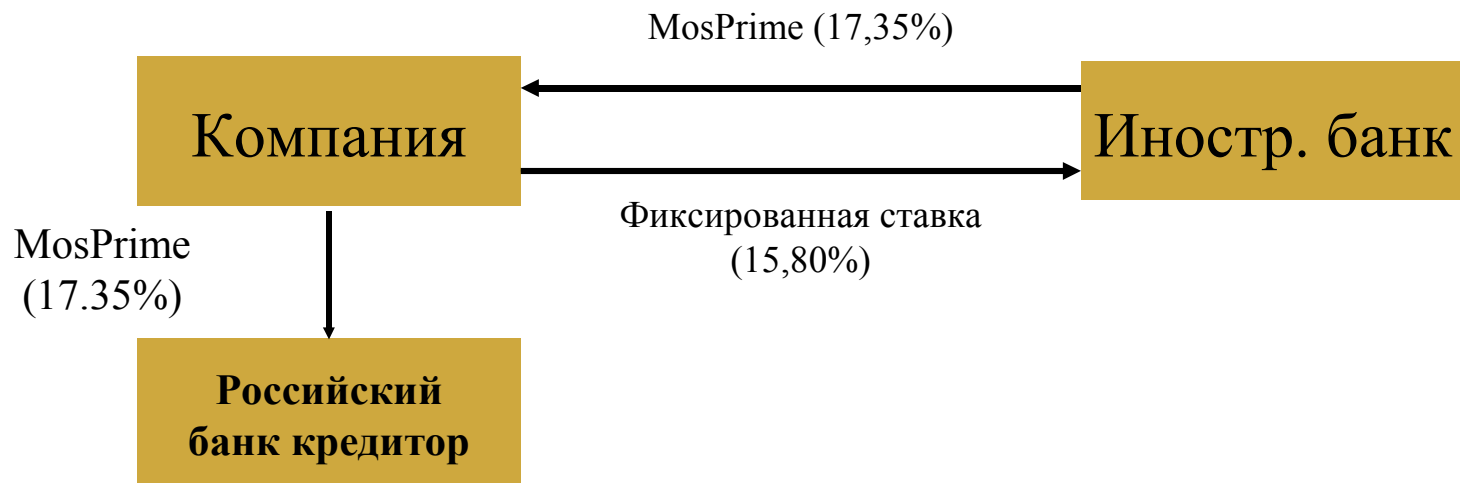 MosPrime (17,35%)
Компания
Иностр. банк
Фиксированная ставка
(15,80%)
MosPrime
(17.35%)
Российский
банк кредитор